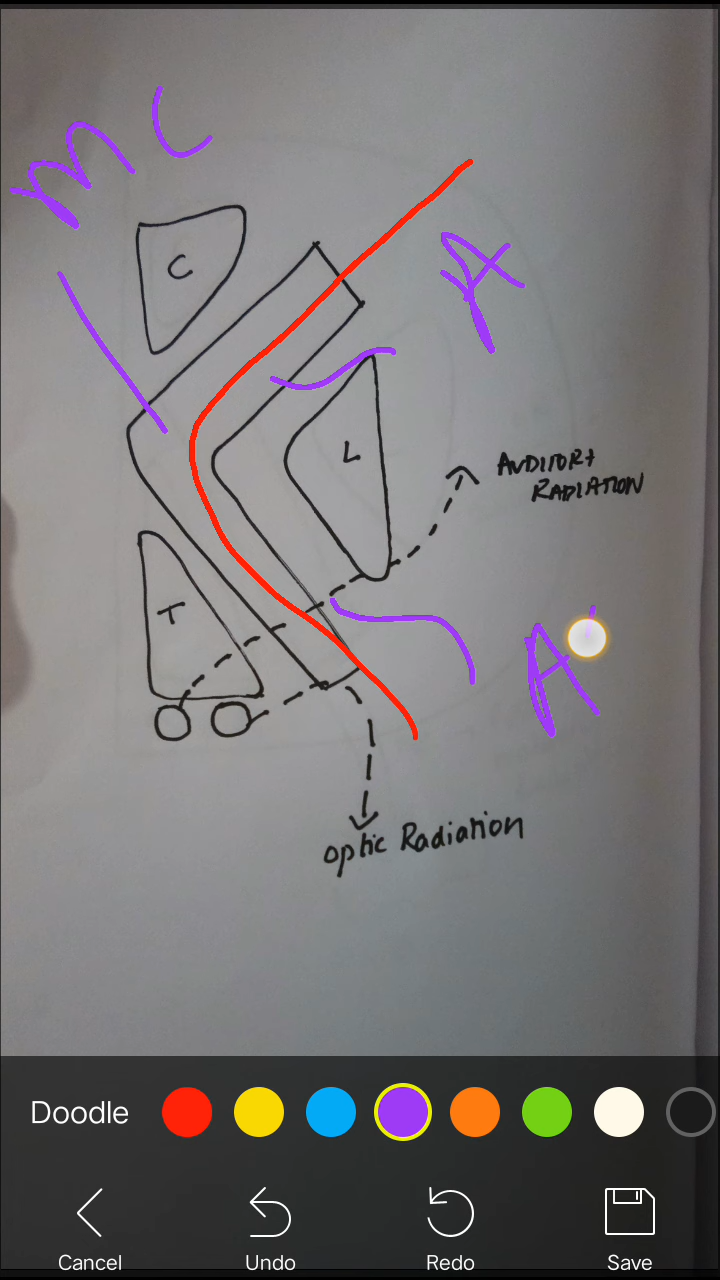 MC
C
A
L
AUDITORY
RADIATION
T
A
optic Radiation
Doodle
Cancel
Undo
Redo
Save